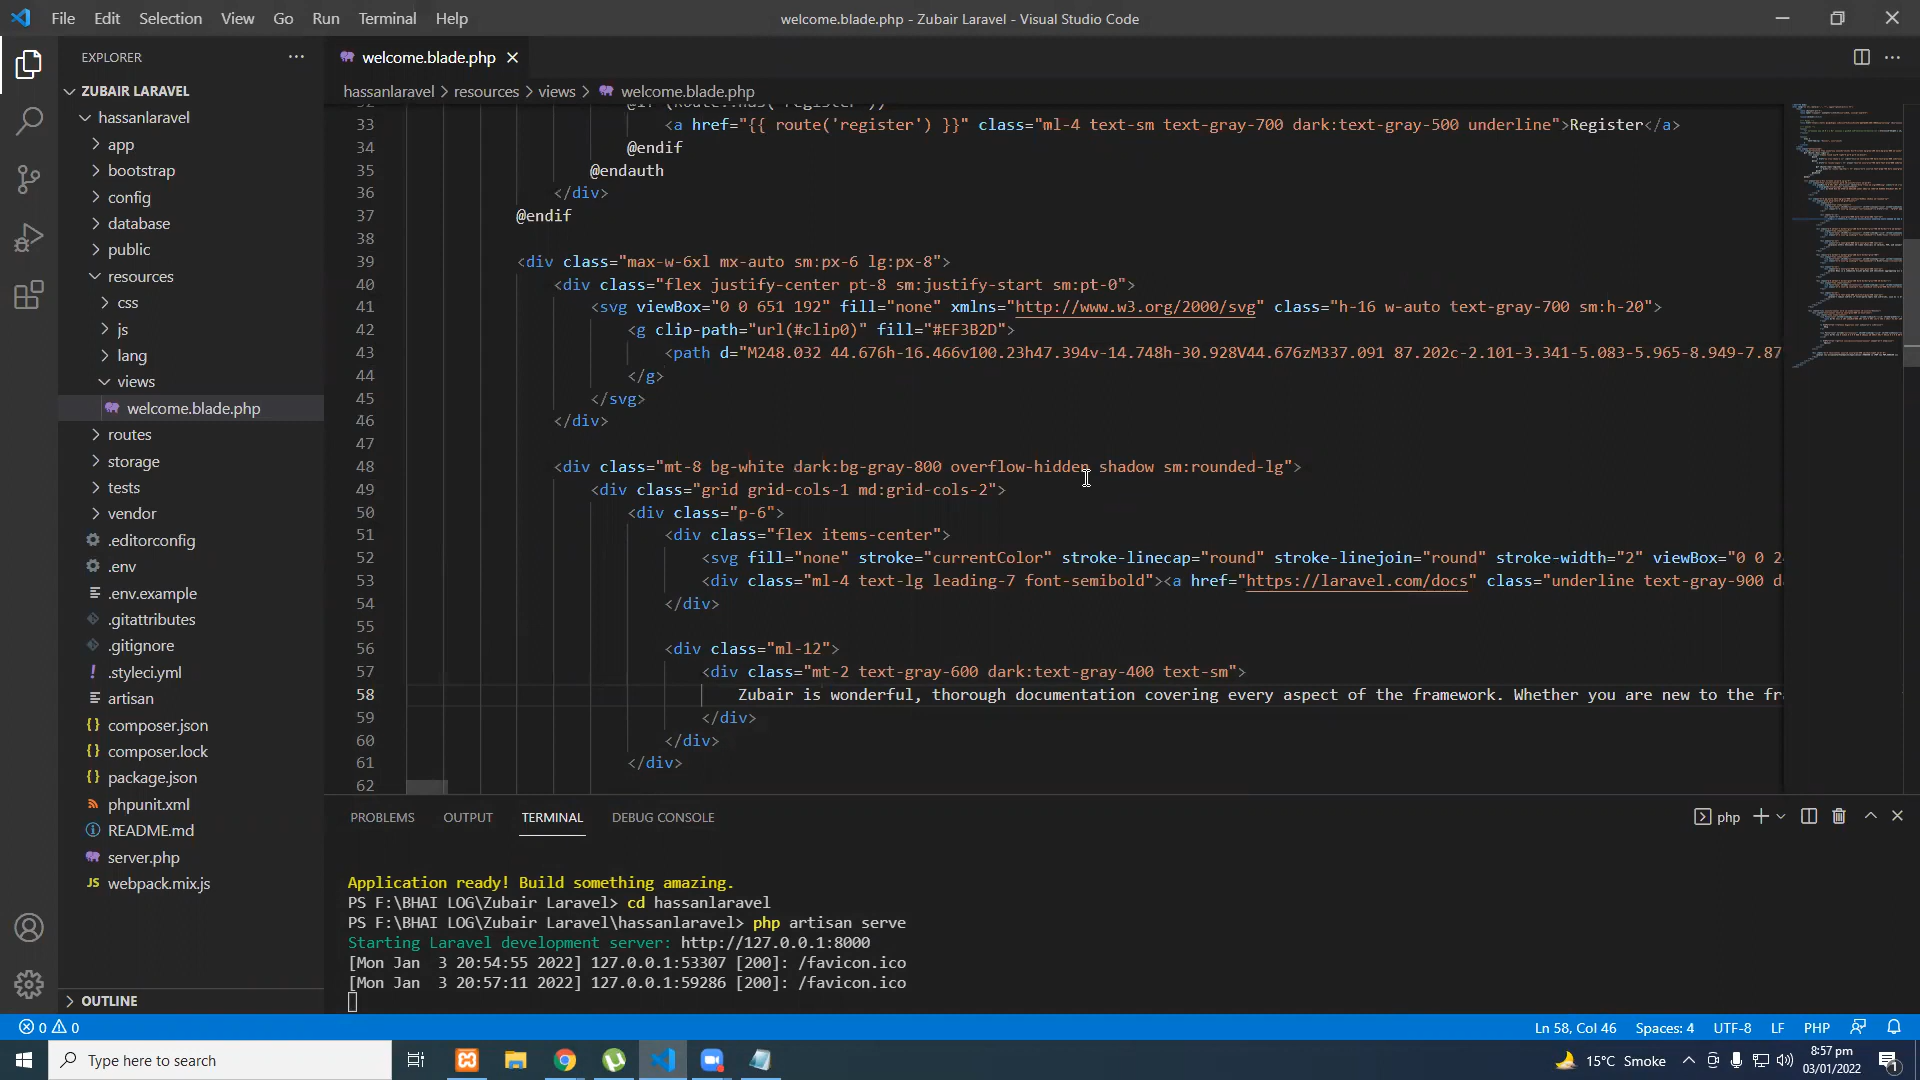 File Edit Selection View Go Run Terminal Help
welcome.blade.php - Zubair Laravel - Visual Studio Code
EXPLORER
welcome.blade.php
ZUBAIR LARAVEL
hassanlaravel
app
bootstrap
config
database
public
resources
css
js
lang
views
welcome.blade.php
routes
storage
tests
vendor
.editorconfig
.env
.env.example
.gitattributes
.gitignore
.styleci.yml
artisan
composer.json
composer.lock
package.json
phpunit.xml
README.md
server.php
JS webpack.mix.js
OUTLINE
hassanlaravel > resources > views > welcome.blade.php
33 <a href="{{ route('register') }}" class="ml-4 text-sm text-gray-700 dark:text-gray-500 underline">Register</a>
34 @endif
35 @endauth
36 </div>
37 @endif
38
39 <div class="max-w-6xl mx-auto sm:px-6 lg:px-8">
40 <div class="flex justify-center pt-8 sm:justify-start sm:pt-0">
41 <svg viewBox="0 0 651 192" fill="none" xmlns="http://www.w3.org/2000/svg" class="h-16 w-auto text-gray-700 sm:h-20">
42 <g clip-path="url(#clip0)" fill="#EF3B2D">
43 <path d="M248.032 44.676h-16.466v100.23h47.394v-14.748h-30.928V44.676zM337.091 87.202c-2.101-3.341-5.083-5.965-8.949-7.87
44 </g>
45 </svg>
46 </div>
47
48 <div class="mt-8 bg-white dark:bg-gray-800 overflow-hidden shadow sm:rounded-lg">
49 <div class="grid grid-cols-1 md:grid-cols-2">
50 <div class="p-6">
51 <div class="flex items-center">
52 <svg fill="none" stroke="currentColor" stroke-linecap="round" stroke-linejoin="round" stroke-width="2" viewBox="0 0 2
53 <div class="ml-4 text-lg leading-7 font-semibold"><a href="https://laravel.com/docs" class="underline text-gray-900 d
54 </div>
55
56 <div class="ml-12">
57 <div class="mt-2 text-gray-600 dark:text-gray-400 text-sm">
58 Zubair is wonderful, thorough documentation covering every aspect of the framework. Whether you are new to the fr
59 </div>
60 </div>
61 </div>
62
PROBLEMS OUTPUT TERMINAL DEBUG CONSOLE
php
Application ready! Build something amazing.
PS F:\BHAI LOG\Zubair Laravel> cd hassanlaravel
PS F:\BHAI LOG\Zubair Laravel\hassanlaravel> php artisan serve
Starting Laravel development server: http://127.0.0.1:8000
[Mon Jan  3 20:54:55 2022] 127.0.0.1:53307 [200]: /favicon.ico
[Mon Jan  3 20:57:11 2022] 127.0.0.1:59286 [200]: /favicon.ico
0 0
Ln 58, Col 46 Spaces: 4 UTF-8 LF PHP
Type here to search
15°C Smoke
8:57 pm
03/01/2022
1